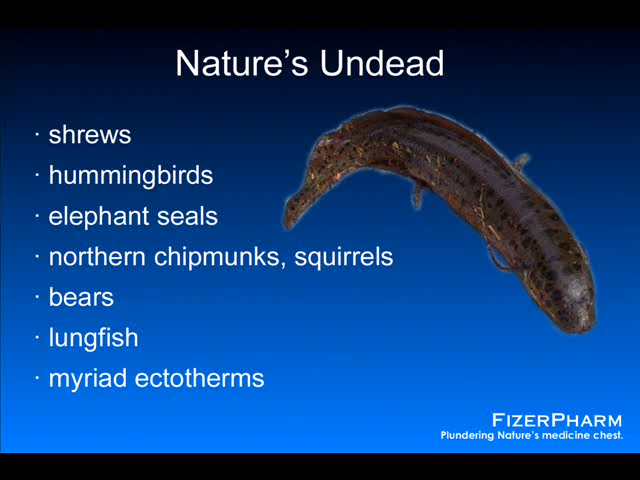 Nature's Undead
· shrews
· hummingbirds
· elephant seals
· northern chipmunks, squirrels
· bears
· lungfish
· myriad ectotherms
FIZERPHARM
Plundering Nature's medicine chest.